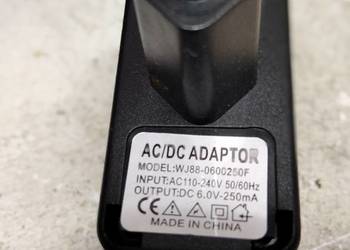 AC/DC ADAPTOR
MODEL:WJ88-0600250F
INPUT:AC110-240V 50/60Hz
OUTPUT:DC 6.0V-250mA
CE
MADE IN CHINA